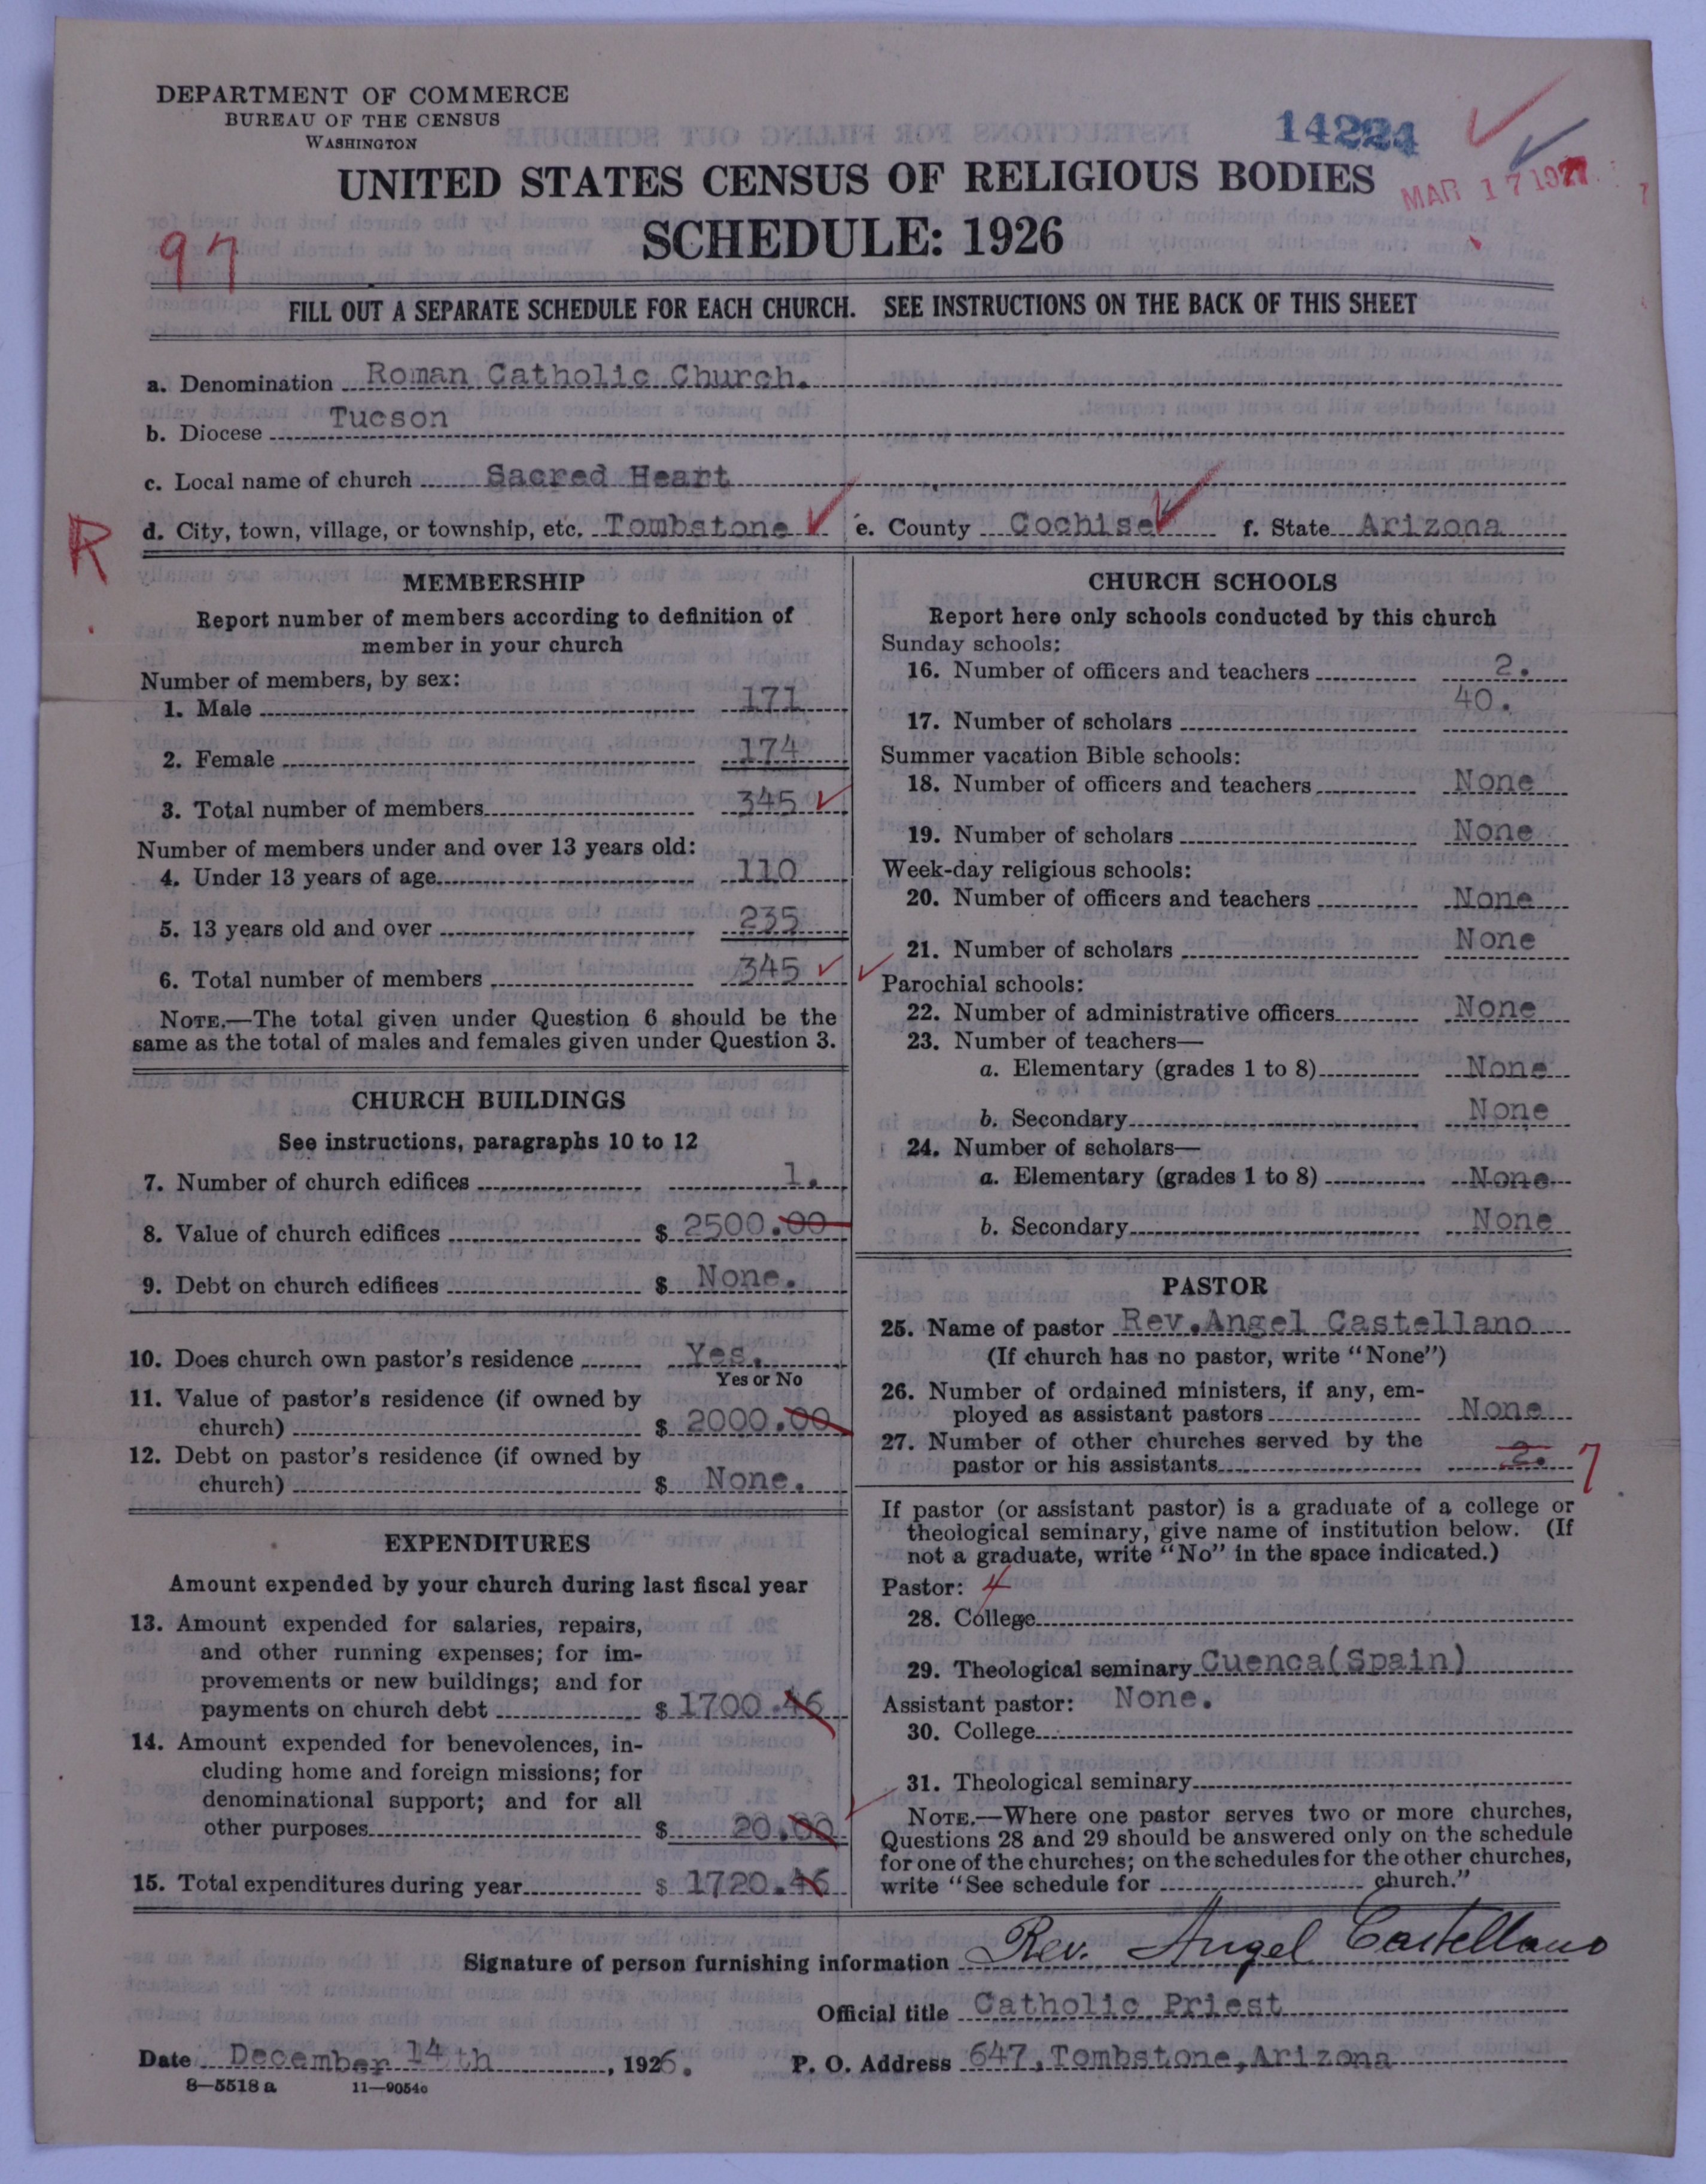 DEPARTMENT OF COMMERCE
BUREAU OF THE CENSUS
WASHINGTON
14224
UNITED STATES CENSUS OF RELIGIOUS BODIES
MAR 17 1927
SCHEDULE: 1926
97
FILL OUT A SEPARATE SCHEDULE FOR EACH CHURCH. SEE INSTRUCTIONS ON THE BACK OF THIS SHEET
a. Denomination Roman Catholic Church.
b. Diocese Tucson
c. Local name of church Sacred Heart
R
d. City, town, village, or township, etc. Tombstone e. County Cochise f. State Arizona
MEMBERSHIP
Report number of members according to definition of
member in your church
Number of members, by sex:
1. Male 171
2. Female 174
3. Total number of members 345
Number of members under and over 13 years old:
4. Under 13 years of age 110
5. 13 years old and over 235
6. Total number of members 345
NOTE.—The total given under Question 6 should be the
same as the total of males and females given under Question 3.
CHURCH BUILDINGS
See instructions, paragraphs 10 to 12
7. Number of church edifices 1.
8. Value of church edifices $ 2500.00
9. Debt on church edifices $ None.
10. Does church own pastor's residence Yes.
Yes or No
11. Value of pastor's residence (if owned by
church) $ 2000.00
12. Debt on pastor's residence (if owned by
church) $ None.
EXPENDITURES
Amount expended by your church during last fiscal year
13. Amount expended for salaries, repairs,
and other running expenses; for im-
provements or new buildings; and for
payments on church debt $ 1700.46
14. Amount expended for benevolences, in-
cluding home and foreign missions; for
denominational support; and for all
other purposes $ 20.00
15. Total expenditures during year $ 1720.46
CHURCH SCHOOLS
Report here only schools conducted by this church
Sunday schools:
16. Number of officers and teachers 2.
17. Number of scholars 40.
Summer vacation Bible schools:
18. Number of officers and teachers None
19. Number of scholars None
Week-day religious schools:
20. Number of officers and teachers None
21. Number of scholars None
Parochial schools:
22. Number of administrative officers None
23. Number of teachers—
a. Elementary (grades 1 to 8) None
b. Secondary None
24. Number of scholars—
a. Elementary (grades 1 to 8) None
b. Secondary None
PASTOR
25. Name of pastor Rev. Angel Castellano
(If church has no pastor, write "None")
26. Number of ordained ministers, if any, em-
ployed as assistant pastors None
27. Number of other churches served by the
pastor or his assistants 2. 7
If pastor (or assistant pastor) is a graduate of a college or
theological seminary, give name of institution below. (If
not a graduate, write "No" in the space indicated.)
Pastor: 4
28. College
29. Theological seminary Cuenca(Spain)
Assistant pastor: None.
30. College
31. Theological seminary
NOTE.—Where one pastor serves two or more churches,
Questions 28 and 29 should be answered only on the schedule
for one of the churches; on the schedules for the other churches,
write "See schedule for church."
Signature of person furnishing information Rev. Angel Castellano
Official title Catholic Priest
Date December 14th, 1926. P. O. Address 647, Tombstone, Arizona
8—5518 a 11—9054c